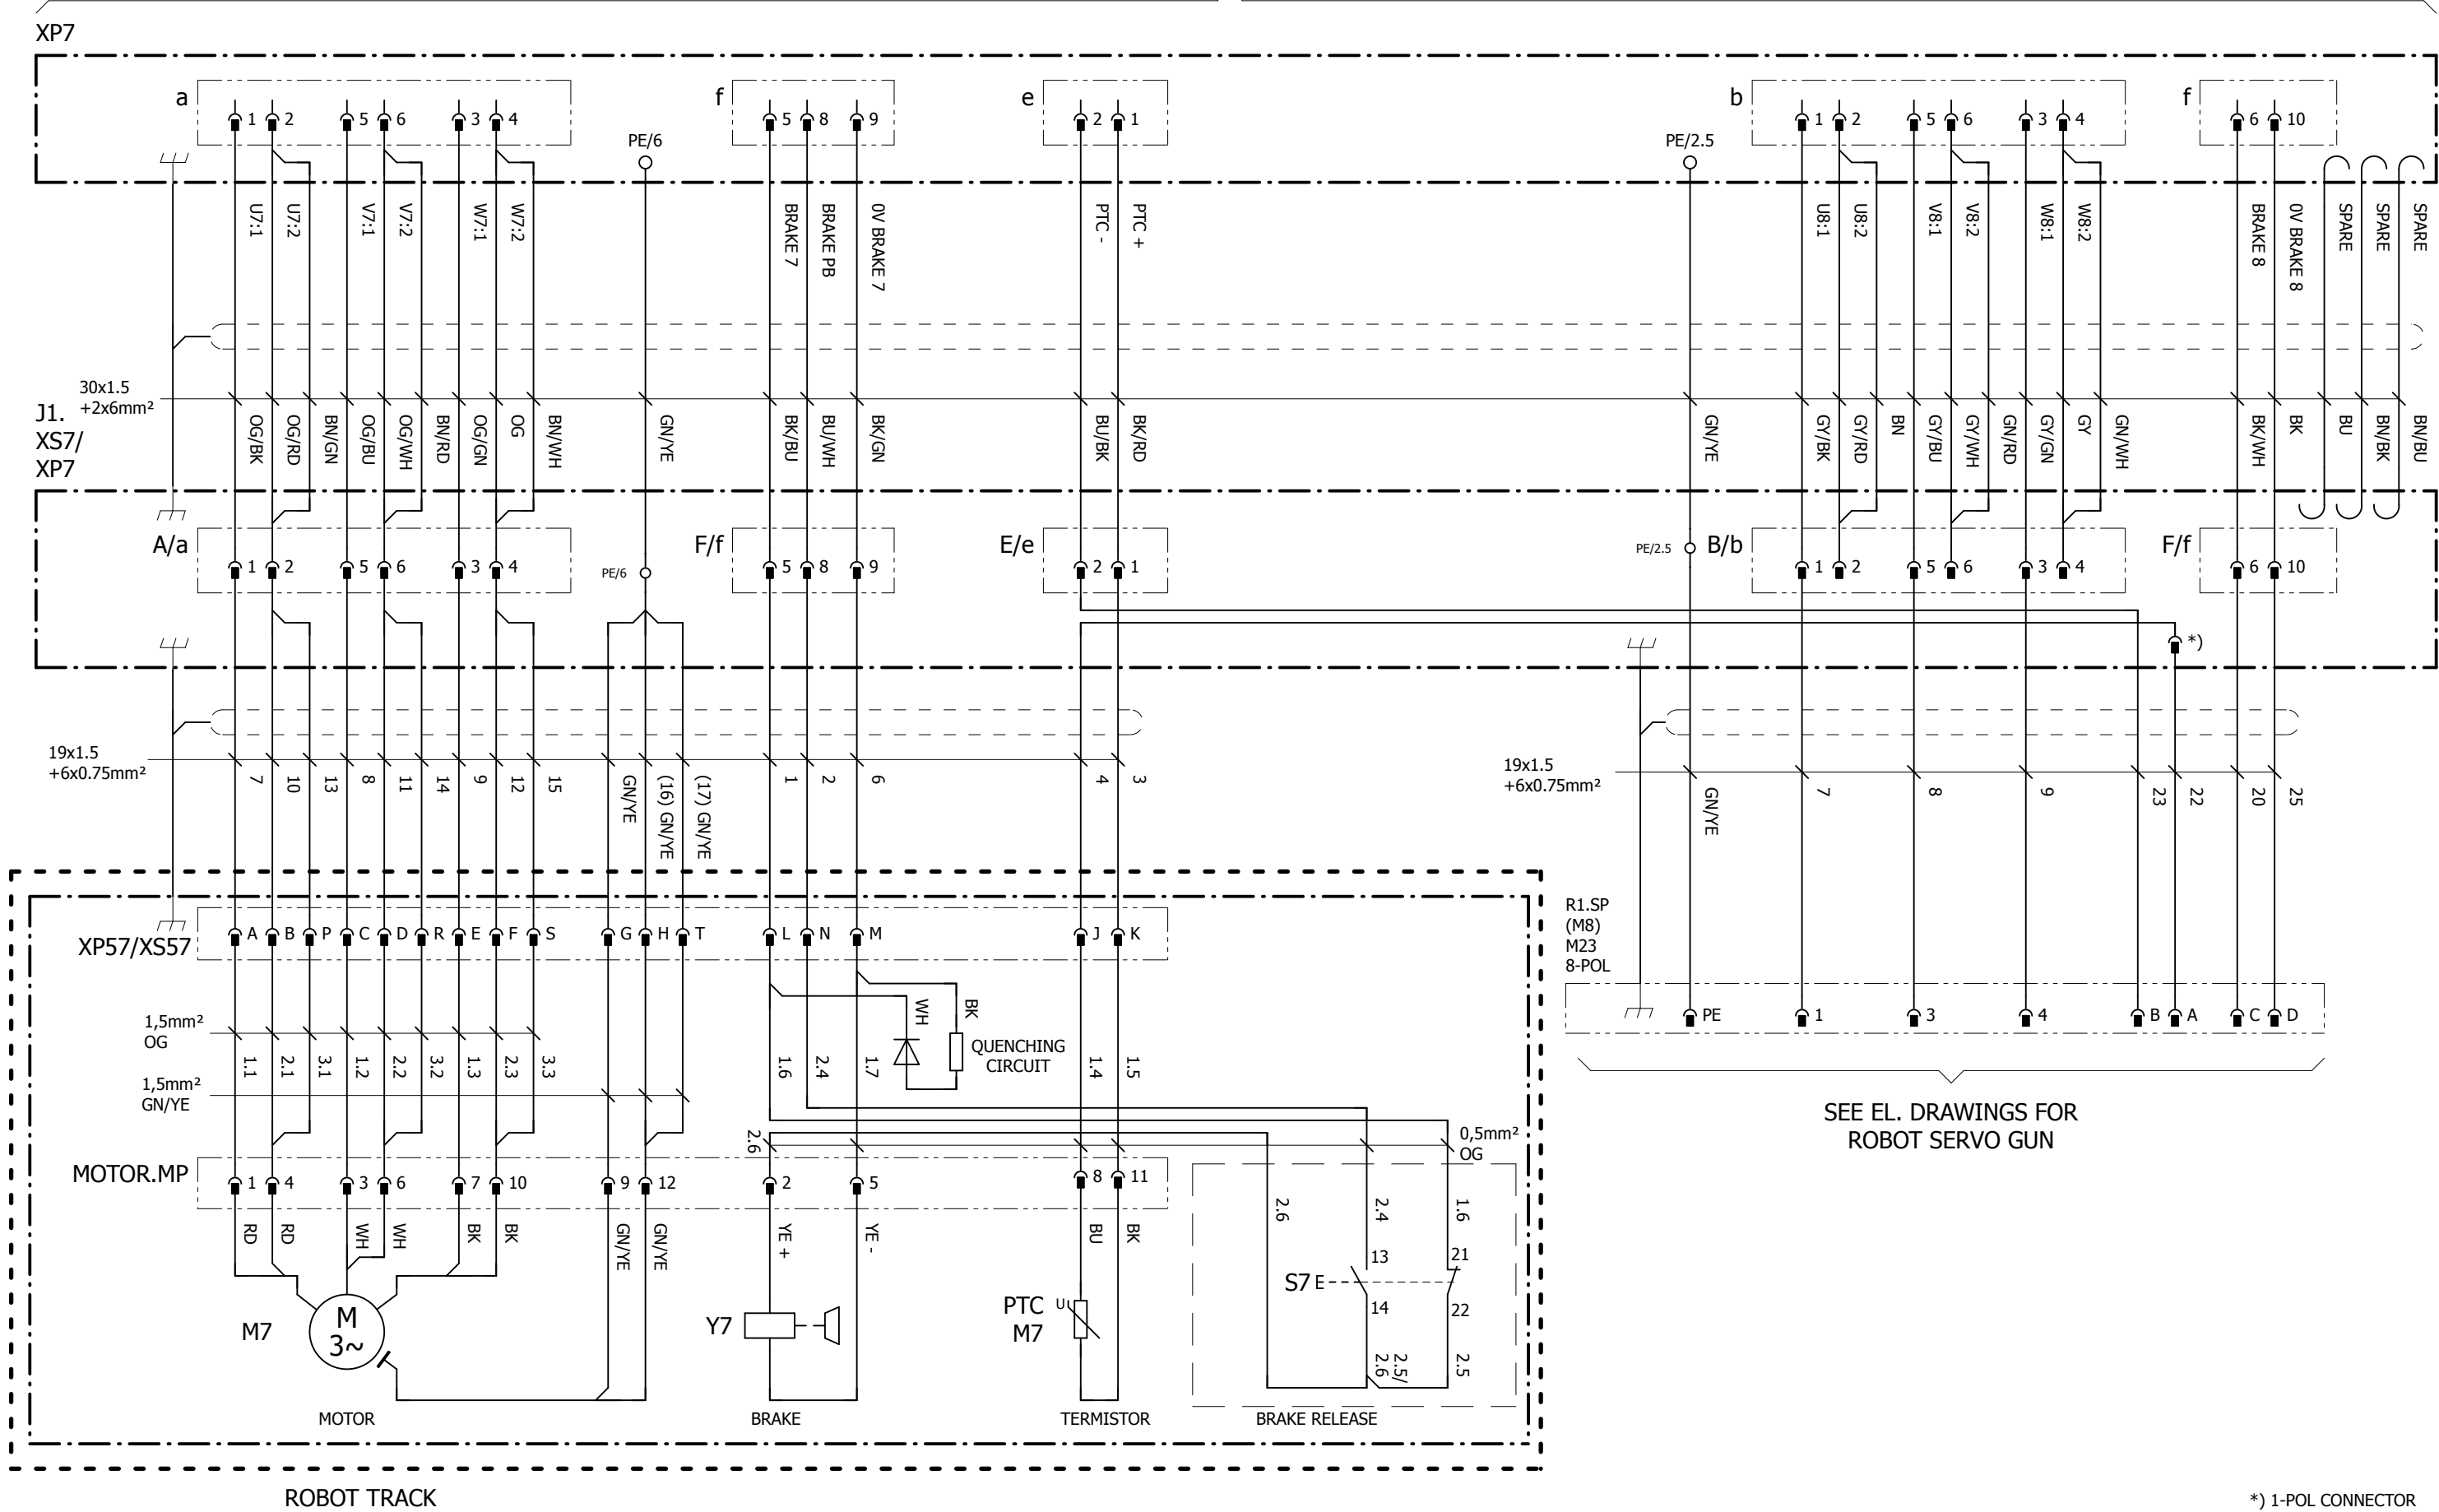 XP7
a
1
2
5
6
3
4
f
5
8
9
e
2
1
b
1
2
5
6
3
4
f
6
10
PE/6
PE/2.5
U7:1
U7:2
V7:1
V7:2
W7:1
W7:2
BRAKE 7
BRAKE PB
0V BRAKE 7
PTC -
PTC +
U8:1
U8:2
V8:1
V8:2
W8:1
W8:2
BRAKE 8
0V BRAKE 8
SPARE
SPARE
SPARE
30x1.5
+2x6mm²
J1.
XS7/
XP7
OG/BK
OG/RD
BN/GN
OG/BU
OG/WH
BN/RD
OG/GN
OG
BN/WH
GN/YE
BK/BU
BU/WH
BK/GN
BU/BK
BK/RD
GN/YE
GY/BK
GY/RD
BN
GY/BU
GY/WH
GN/RD
GY/GN
GY
GN/WH
BK/WH
BK
BU
BN/BK
BN/BU
A/a
1
2
5
6
3
4
PE/6
F/f
5
8
9
E/e
2
1
PE/2.5
B/b
1
2
5
6
3
4
F/f
6
10
*)
19x1.5
+6x0.75mm²
7
10
13
8
11
14
9
12
15
GN/YE
(16) GN/YE
(17) GN/YE
1
2
6
4
3
19x1.5
+6x0.75mm²
GN/YE
7
8
9
23
22
20
25
XP57/XS57
A
B
P
C
D
R
E
F
S
G
H
T
L
N
M
J
K
R1.SP
(M8)
M23
8-POL
PE
1
3
4
B
A
C
D
WH
BK
QUENCHING
CIRCUIT
1,5mm²
OG
1.1
2.1
3.1
1.2
2.2
3.2
1.3
2.3
3.3
1.6
2.4
1.7
1.4
1.5
1,5mm²
GN/YE
SEE EL. DRAWINGS FOR
ROBOT SERVO GUN
2.6
0,5mm²
OG
MOTOR.MP
1
4
3
6
7
10
9
12
2
5
8
11
RD
RD
WH
WH
BK
BK
GN/YE
GN/YE
YE +
YE -
BU
BK
2.6
2.4
1.6
13
21
S7
14
22
2.6
2.5/
2.5
M7
M
3~
Y7
PTC
M7
U
MOTOR
BRAKE
TERMISTOR
BRAKE RELEASE
ROBOT TRACK
*) 1-POL CONNECTOR